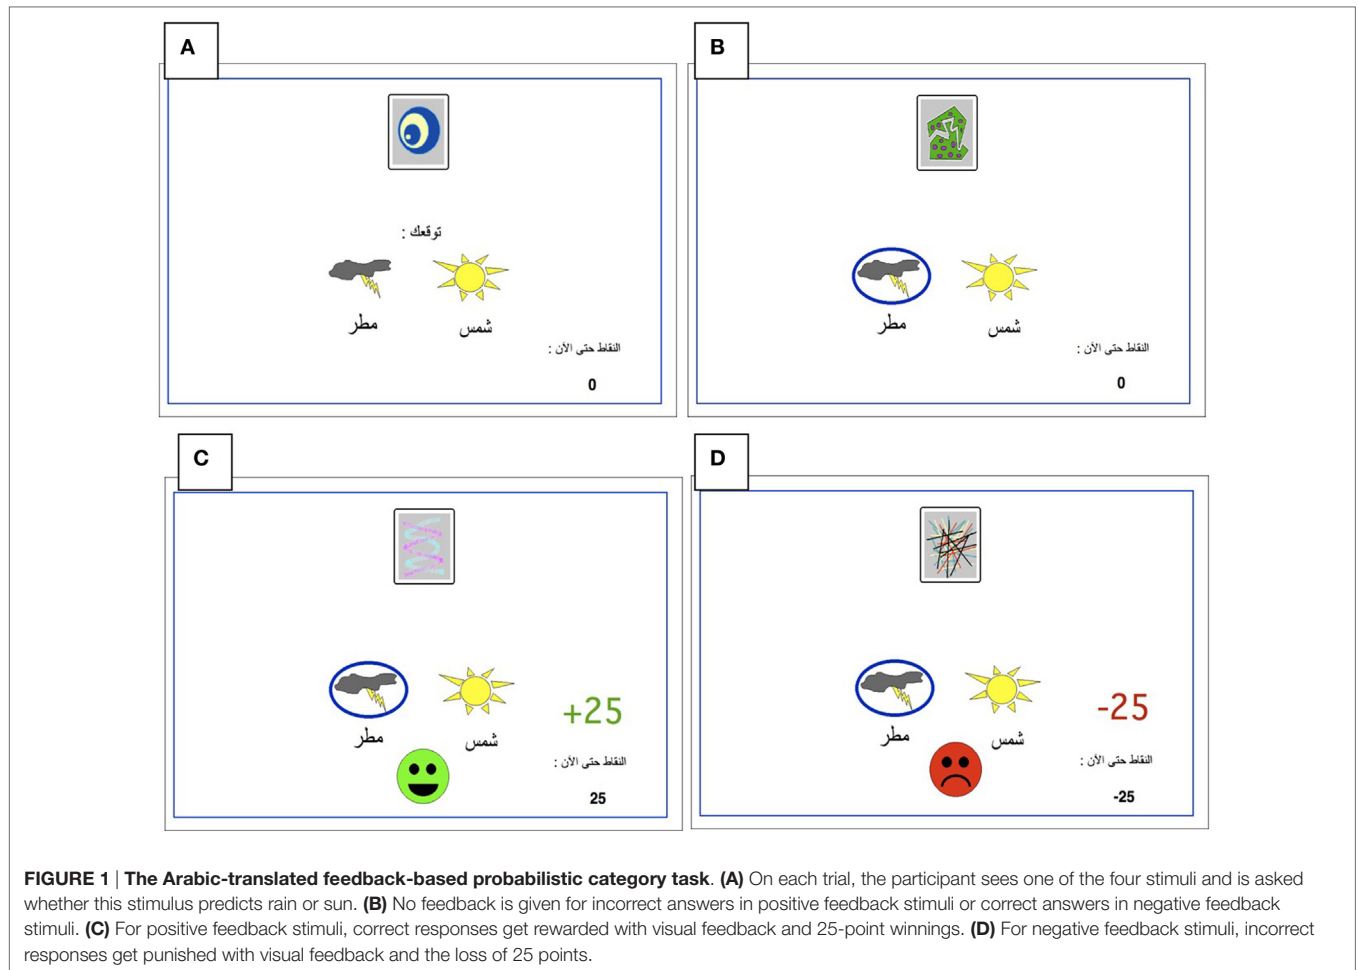 A
توقعك :
مطر
شمس
النقاط حتى الآن :
0
B
مطر
شمس
النقاط حتى الآن :
0
C
+25
مطر
شمس
النقاط حتى الآن :
25
D
-25
مطر
شمس
النقاط حتى الآن :
-25
FIGURE 1 | The Arabic-translated feedback-based probabilistic category task. (A) On each trial, the participant sees one of the four stimuli and is asked
whether this stimulus predicts rain or sun. (B) No feedback is given for incorrect answers in positive feedback stimuli or correct answers in negative feedback
stimuli. (C) For positive feedback stimuli, correct responses get rewarded with visual feedback and 25-point winnings. (D) For negative feedback stimuli, incorrect
responses get punished with visual feedback and the loss of 25 points.